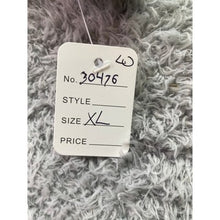 No. 30476
STYLE
SIZE XL
PRICE